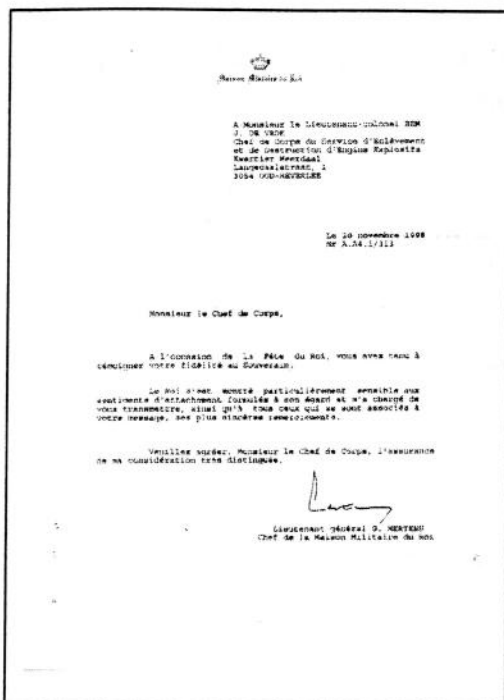 Maison Militaire du Roi
A Monsieur le Lieutenant-colonel BEM
J. DE VROE
Chef de Corps du Service d'Enlèvement
et de Destruction d'Engins Explosifs
Kwartier Meerdaal
1
3054 OUD-HEVERLEE
Le 20 novembre
Nr A.A4.1/313
Monsieur le Chef de Corps,
A l'occasion de la Fête du Roi, vous avez tenu à
témoigner votre fidélité au Souverain.
Le Roi s'est montré particulièrement sensible aux
sentiments d'attachement formulés à son égard et m'a chargé de
vous transmettre, ainsi qu'à tous ceux qui se sont associés à
votre message, ses plus sincères remerciements.
Veuillez agréer, Monsieur le Chef de Corps, l'assurance
de ma considération très distinguée.
Lieutenant général G. MERTENS
Chef de la Maison Militaire du Roi